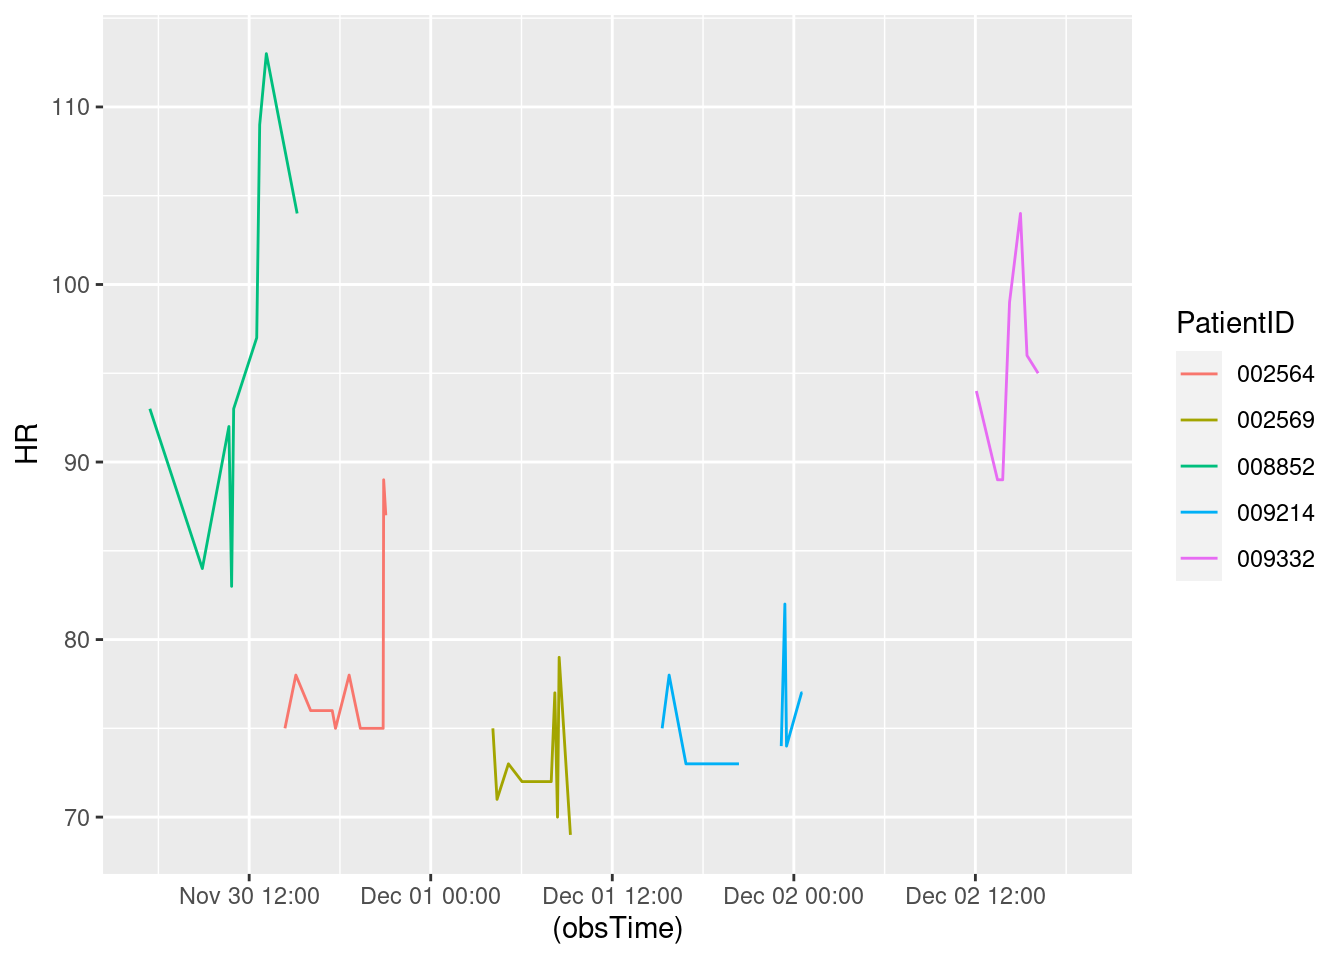 HR
110
100
90
80
70
Nov 30 12:00
Dec 01 00:00
Dec 01 12:00
Dec 02 00:00
Dec 02 12:00
(obsTime)
PatientID
002564
002569
008852
009214
009332